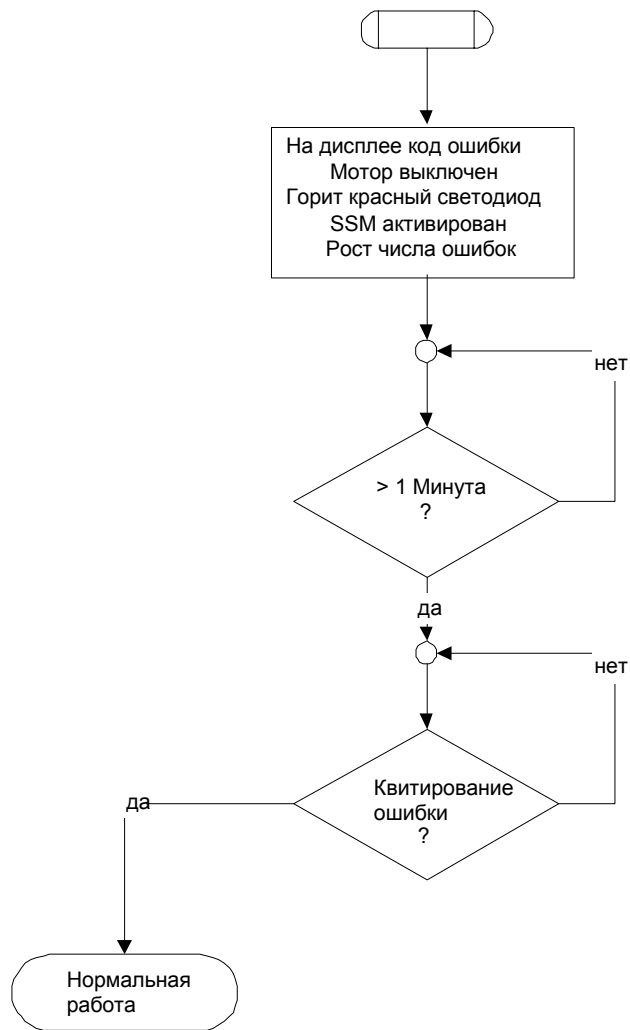 На дисплее код ошибки
Мотор выключен
Горит красный светодиод
SSM активирован
Рост числа ошибок
нет
> 1 Минута
?
да
нет
Квитирование
ошибки
?
да
Нормальная
работа